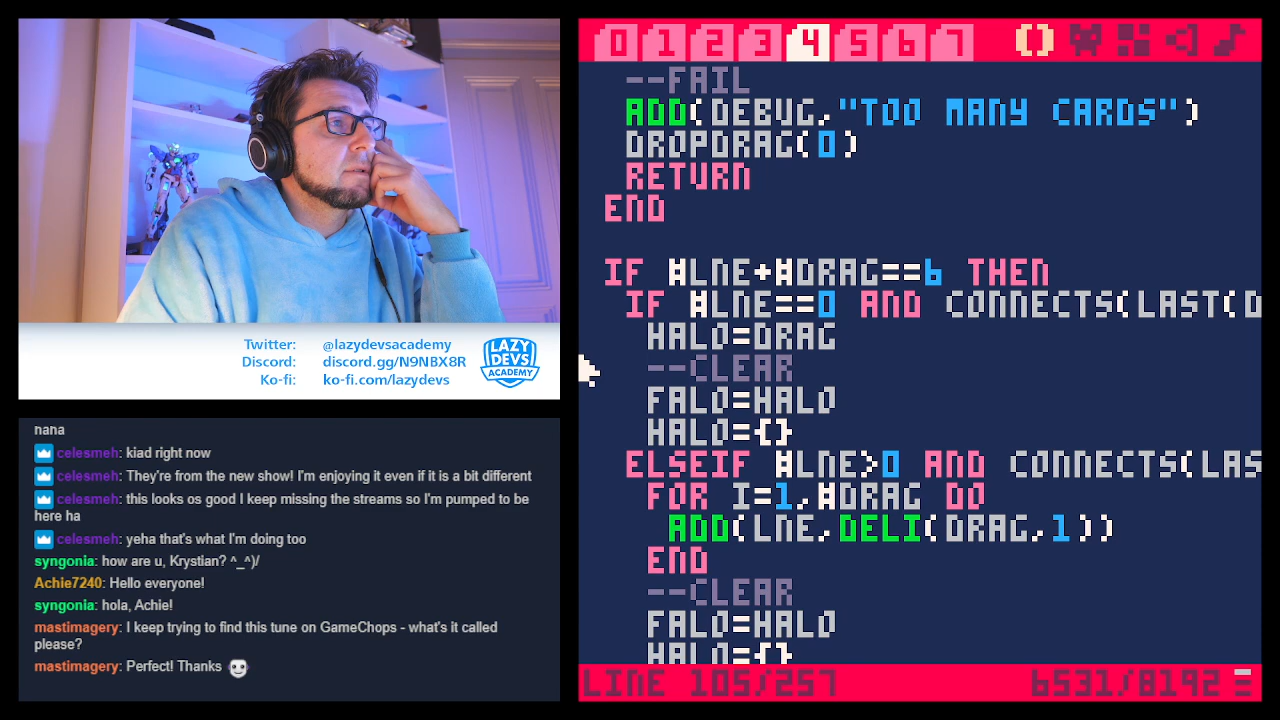 Twitter: @lazydevsacademy
Discord: discord.gg/N9NBX8R
Ko-fi: ko-fi.com/lazydevs
LAZY
DEVS
ACADEMY
nana
celesmeh: kiad right now
celesmeh: They're from the new show! I'm enjoying it even if it is a bit different
celesmeh: this looks os good I keep missing the streams so I'm pumped to be
here ha
celesmeh: yeha that's what I'm doing too
syngonia: how are u, Krystian? ^_^)/
Achie7240: Hello everyone!
syngonia: hola, Achie!
mastimagery: I keep trying to find this tune on GameChops - what's it called
please?
mastimagery: Perfect! Thanks
0 1 2 3 4 5 6 7 ()
--FAIL
ADD(DEBUG,"TOO MANY CARDS")
DROPDRAG(0)
RETURN
END
IF #LNE+#DRAG==6 THEN
IF #LNE==0 AND CONNECTS(LAST(D
HALO=DRAG
--CLEAR
FALO=HALO
HALO={}
ELSEIF #LNE>0 AND CONNECTS(LAS
FOR I=1,#DRAG DO
ADD(LNE,DELI(DRAG,1))
END
--CLEAR
FALO=HALO
HALO={}
LINE 105/257 6531/8192